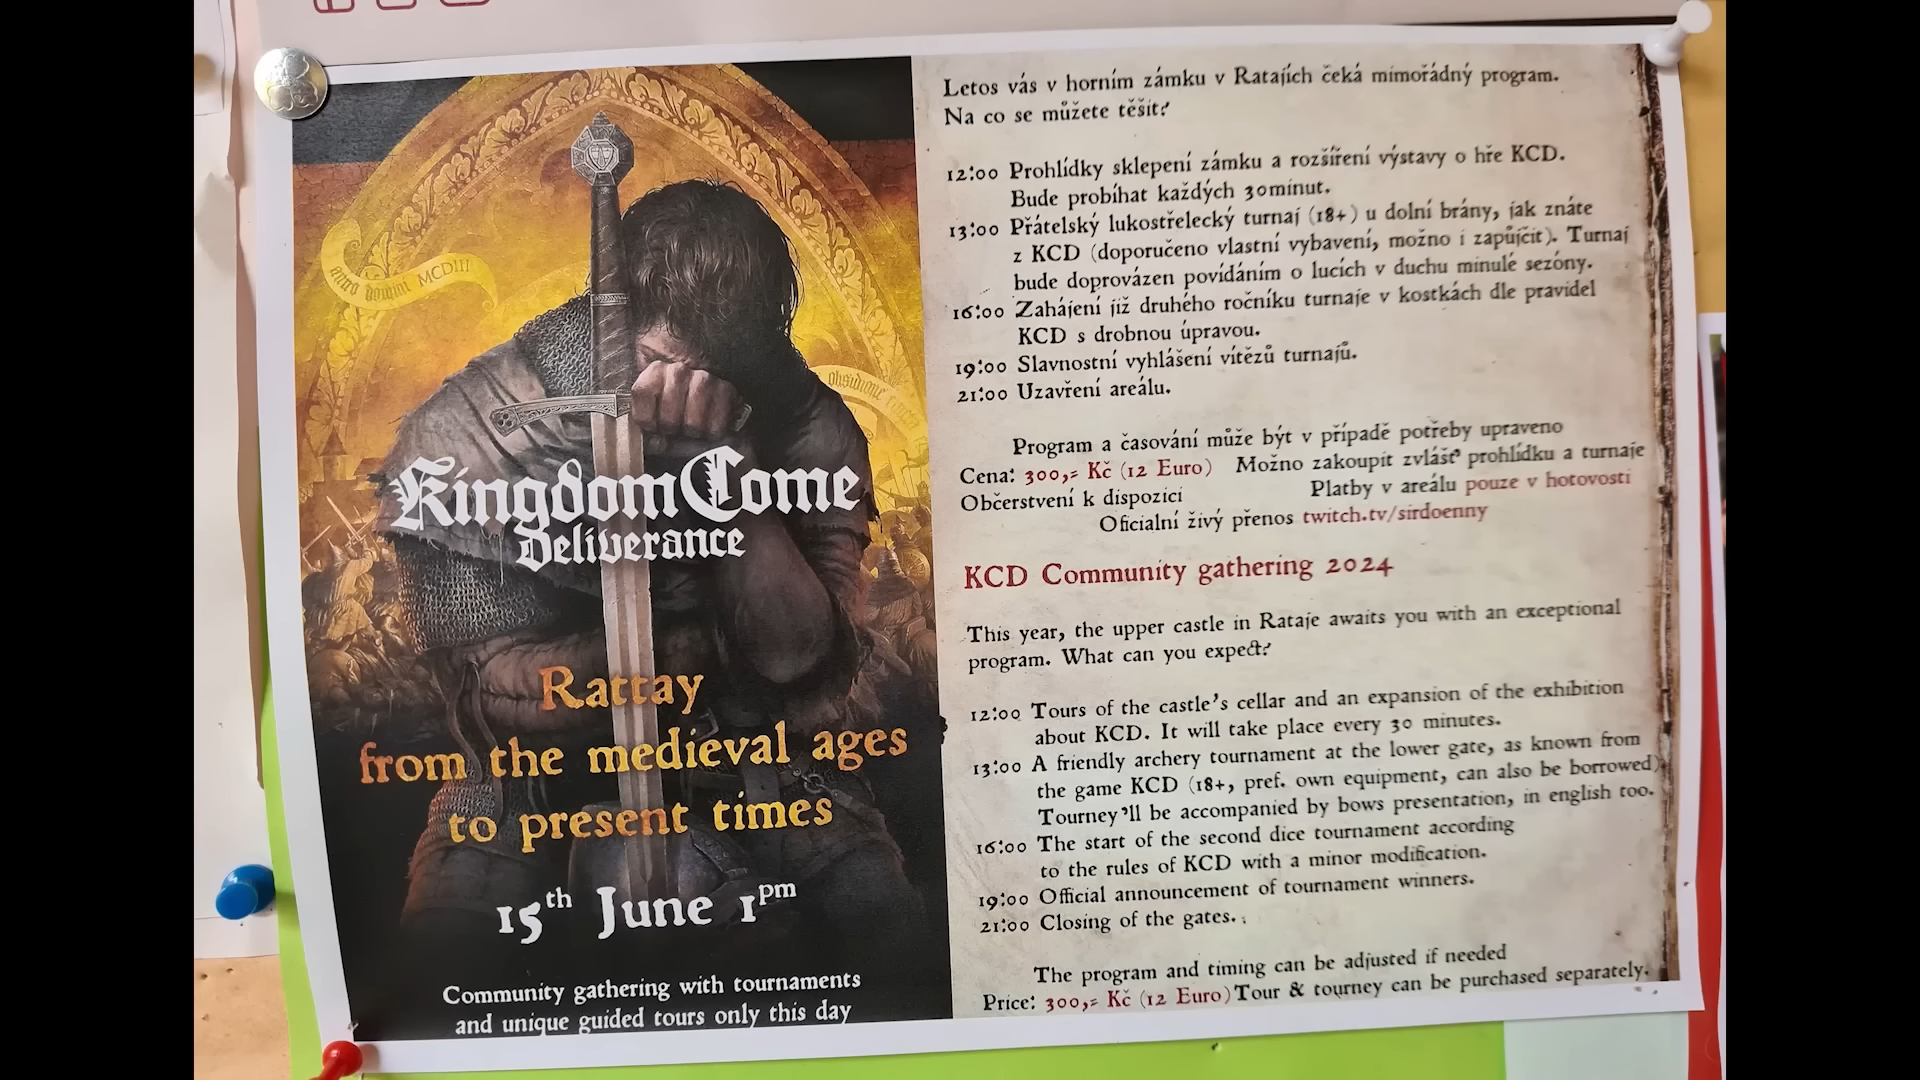 anno domini MCDIII
Kingdom Come
Deliverance
Rattay
from the medieval ages
to present times
15th June 1pm
Community gathering with tournaments
and unique guided tours only this day
Letos vás v horním zámku v Ratajích čeká mimořádný program.
Na co se můžete těšit?
12:00 Prohlídky sklepení zámku a rozšíření výstavy o hře KCD.
Bude probíhat každých 30minut.
13:00 Přátelský lukostřelecký turnaj (18+) u dolní brány, jak znáte
z KCD (doporučeno vlastní vybavení, možno i zapůjčit). Turnaj
bude doprovázen povídáním o lucích v duchu minulé sezóny.
16:00 Zahájení již druhého ročníku turnaje v kostkách dle pravidel
KCD s drobnou úpravou.
19:00 Slavnostní vyhlášení vítězů turnajů.
21:00 Uzavření areálu.
Program a časování může být v případě potřeby upraveno
Cena: 300,= Kč (12 Euro) Možno zakoupit zvlášť prohlídku a turnaje
Občerstvení k dispozici Platby v areálu pouze v hotovosti
Oficialní živý přenos twitch.tv/sirdoenny
KCD Community gathering 2024
This year, the upper castle in Rataje awaits you with an exceptional
program. What can you expect?
12:00 Tours of the castle's cellar and an expansion of the exhibition
about KCD. It will take place every 30 minutes.
13:00 A friendly archery tournament at the lower gate, as known from
the game KCD (18+, pref. own equipment, can also be borrowed)
Tourney'll be accompanied by bows presentation, in english too.
16:00 The start of the second dice tournament according
to the rules of KCD with a minor modification.
19:00 Official announcement of tournament winners.
21:00 Closing of the gates.
The program and timing can be adjusted if needed
Price: 300,= Kč (12 Euro) Tour & tourney can be purchased separately.